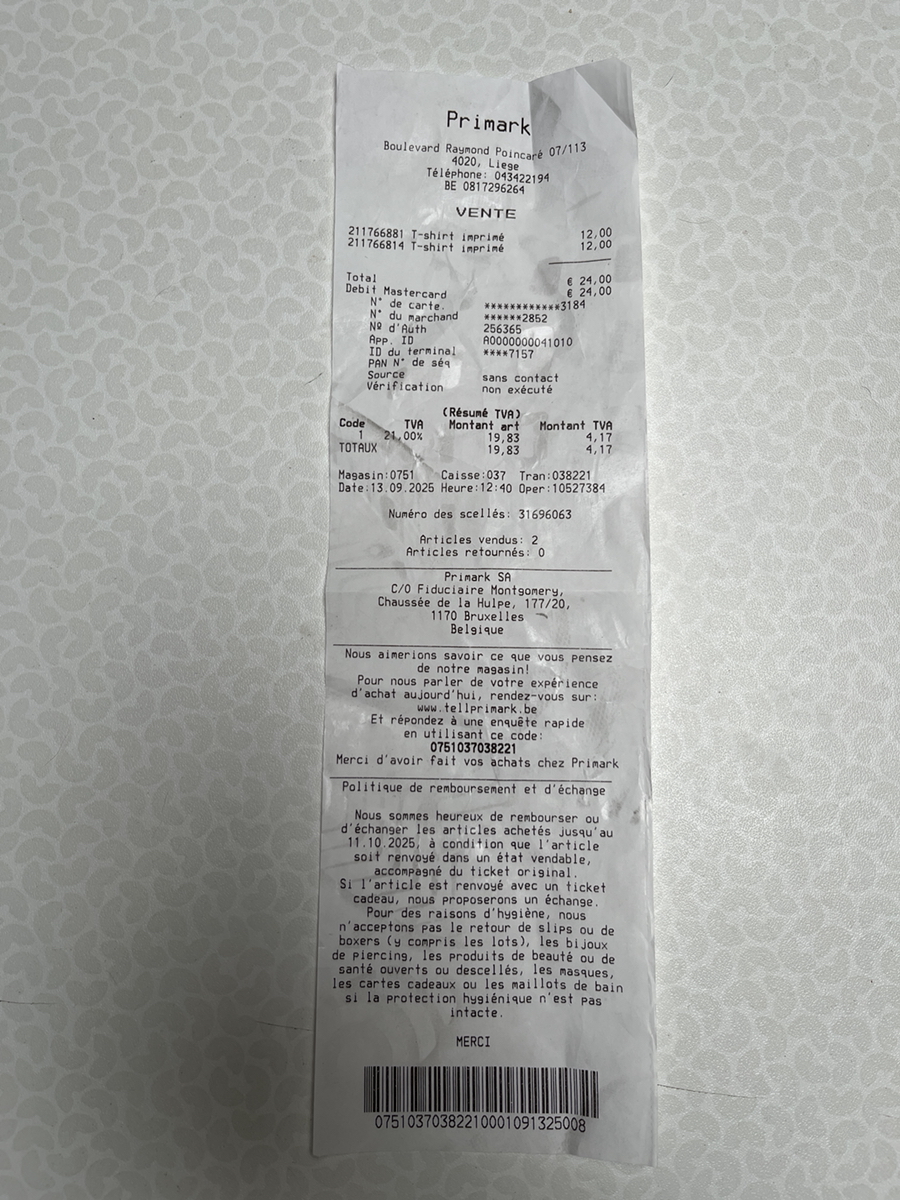 Primark
Boulevard Raymond Poincaré 07/113
4020, Liege
Téléphone: 043422194
BE 0817296264
VENTE
211766881 T-shirt imprimé 12,00
211766814 T-shirt imprimé 12,00
Total € 24,00
Debit Mastercard € 24,00
N° de carte. ************3184
N° du marchand ******2852
Nº d'Auth 256365
App. ID A0000000041010
ID du terminal ****7157
PAN N° de séq
Source sans contact
Vérification non exécuté
(Résumé TVA)
Code TVA Montant art Montant TVA
1 21,00% 19,83 4,17
TOTAUX 19,83 4,17
Magasin:0751 Caisse:037 Tran:038221
Date:13.09.2025 Heure:12:40 Oper:10527384
Numéro des scellés: 31696063
Articles vendus: 2
Articles retournés: 0
Primark SA
C/O Fiduciaire Montgomery,
Chaussée de la Hulpe, 177/20,
1170 Bruxelles
Belgique
Nous aimerions savoir ce que vous pensez
de notre magasin!
Pour nous parler de votre expérience
d'achat aujourd'hui, rendez-vous sur:
www.tellprimark.be
Et répondez à une enquête rapide
en utilisant ce code:
0751037038221
Merci d'avoir fait vos achats chez Primark
Politique de remboursement et d'échange
Nous sommes heureux de rembourser ou
d'échanger les articles achetés jusqu'au
11.10.2025, à condition que l'article
soit renvoyé dans un état vendable,
accompagné du ticket original.
Si l'article est renvoyé avec un ticket
cadeau, nous proposerons un échange.
Pour des raisons d'hygiène, nous
n'acceptons pas le retour de slips ou de
boxers (y compris les lots), les bijoux
de piercing, les produits de beauté ou de
santé ouverts ou descellés, les masques,
les cartes cadeaux ou les maillots de bain
si la protection hygiénique n'est pas
intacte.
MERCI
07510370382210001091325008